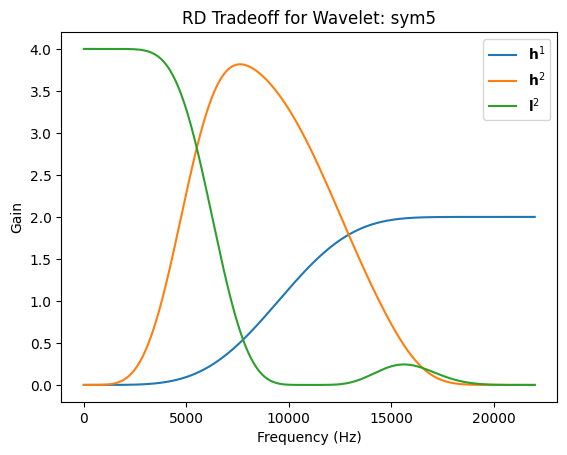 RD Tradeoff for Wavelet: sym5
Gain
4.0
3.5
3.0
2.5
2.0
1.5
1.0
0.5
0.0
h¹
h²
l²
0 5000 10000 15000 20000
Frequency (Hz)